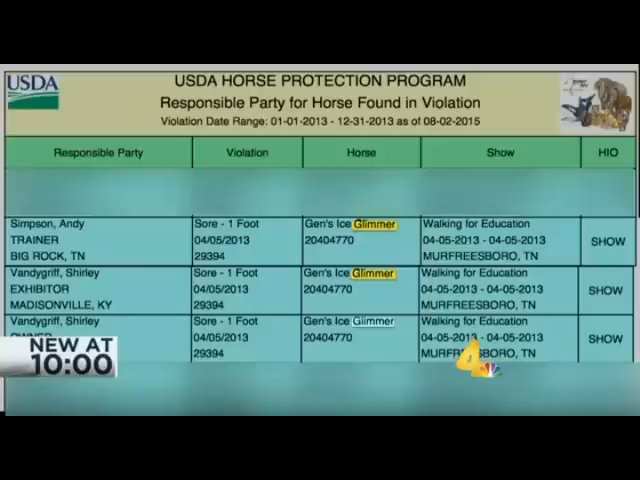 USDA
USDA HORSE PROTECTION PROGRAM
Responsible Party for Horse Found in Violation
Violation Date Range: 01-01-2013 - 12-31-2013 as of 08-02-2015
Responsible Party Violation Horse Show HIO
Simpson, Andy Sore - 1 Foot Gen's Ice Glimmer Walking for Education
TRAINER 04/05/2013 20404770 04-05-2013 - 04-05-2013 SHOW
BIG ROCK, TN 29394 MURFREESBORO, TN
Vandygriff, Shirley Sore - 1 Foot Gen's Ice Glimmer Walking for Education
EXHIBITOR 04/05/2013 20404770 04-05-2013 - 04-05-2013 SHOW
MADISONVILLE, KY 29394 MURFREESBORO, TN
Vandygriff, Shirley Sore - 1 Foot Gen's Ice Glimmer Walking for Education
OWNER 04/05/2013 20404770 04-05-2013 - 04-05-2013 SHOW
29394 MURFREESBORO, TN
NEW AT
10:00
4